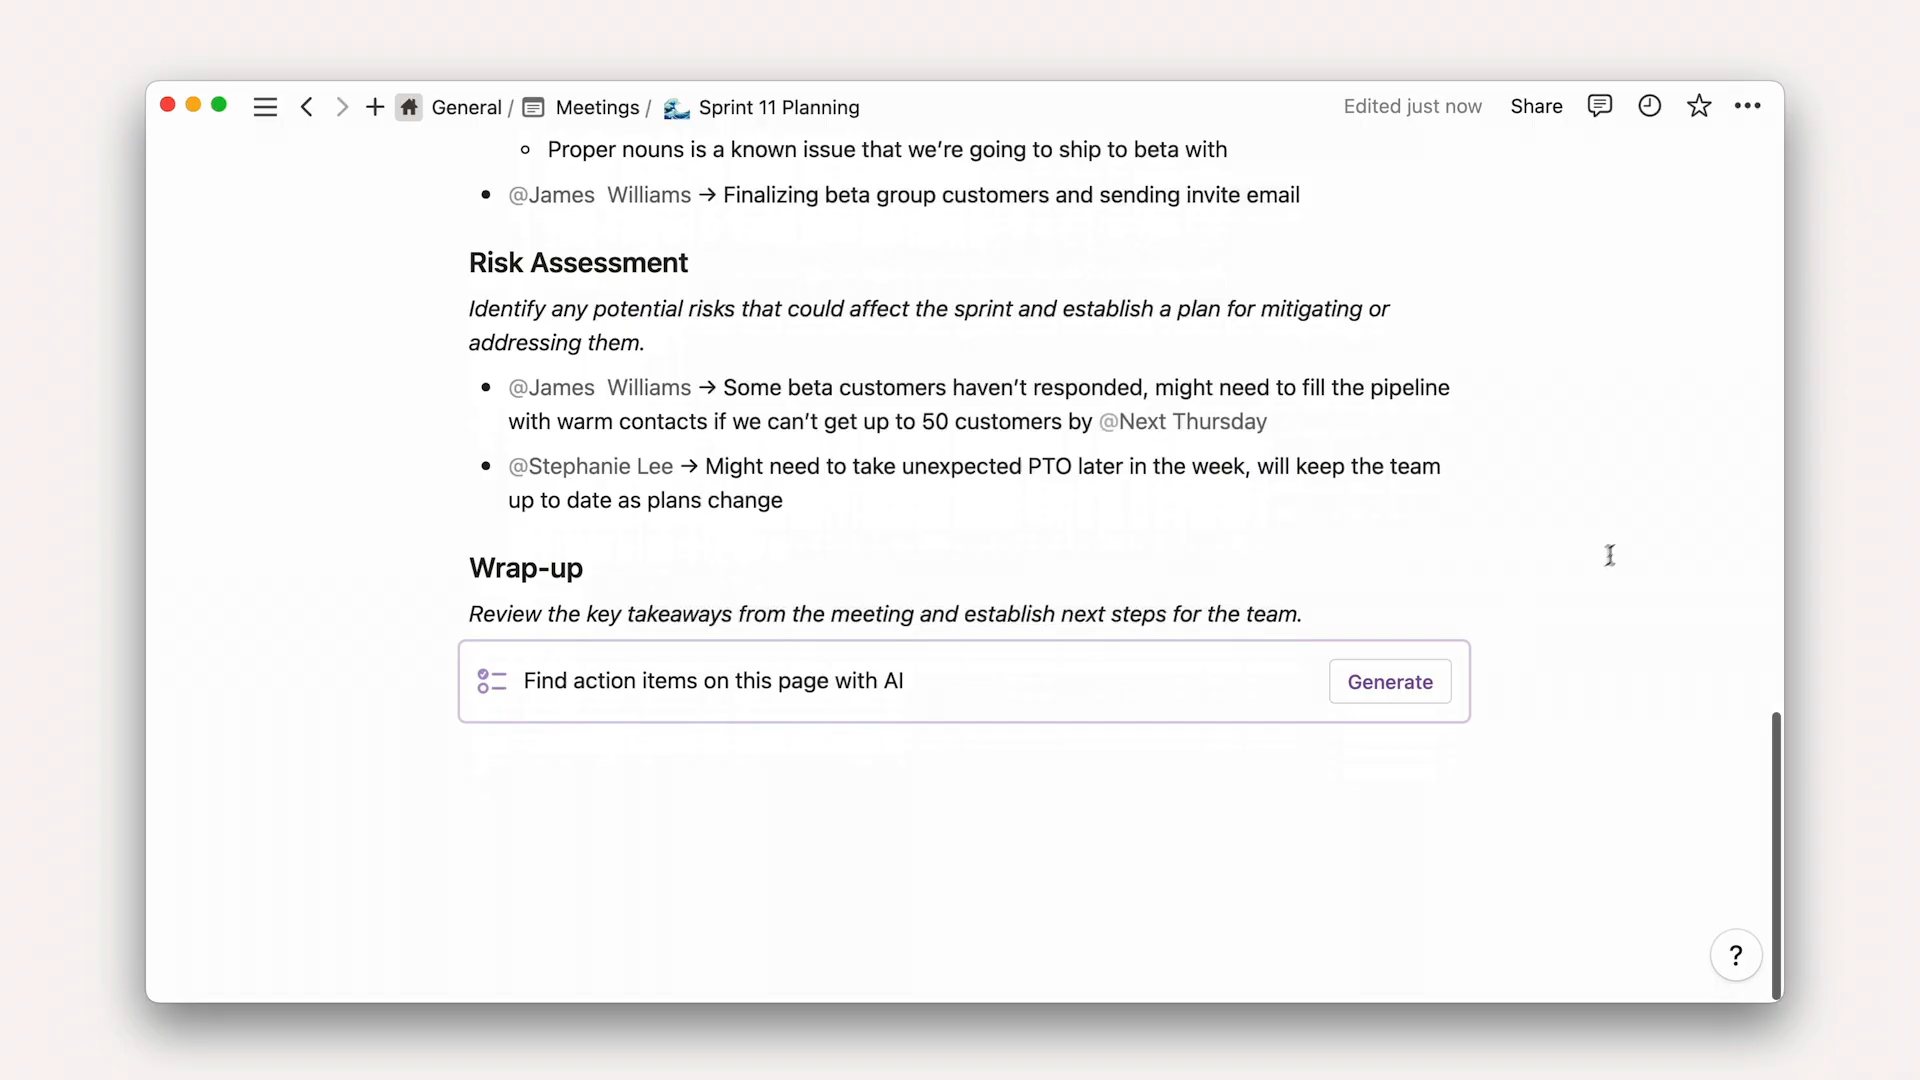 General / Meetings / Sprint 11 Planning
Edited just now
Share
Proper nouns is a known issue that we’re going to ship to beta with
@James Williams → Finalizing beta group customers and sending invite email
Risk Assessment
Identify any potential risks that could affect the sprint and establish a plan for mitigating or
addressing them.
@James Williams → Some beta customers haven’t responded, might need to fill the pipeline
with warm contacts if we can’t get up to 50 customers by @Next Thursday
@Stephanie Lee → Might need to take unexpected PTO later in the week, will keep the team
up to date as plans change
Wrap-up
Review the key takeaways from the meeting and establish next steps for the team.
Find action items on this page with AI
Generate
?